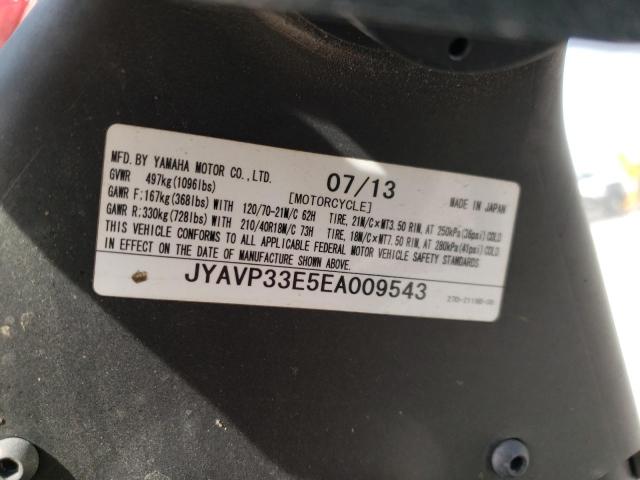 MFD. BY YAMAHA MOTOR CO., LTD. 07/13
GVWR 497kg(1096lbs) [MOTORCYCLE] MADE IN JAPAN
GAWR F:167kg(368lbs) WITH 120/70-21M/C 62H TIRE, 21M/C×MT3.50 RIM, AT 250kPa(36psi)COLD
GAWR R:330kg(728lbs) WITH 210/40R18M/C 73H TIRE, 18M/C×MT7.50 RIM, AT 280kPa(41psi)COLD
THIS VEHICLE CONFORMS TO ALL APPLICABLE FEDERAL MOTOR VEHICLE SAFETY STANDARDS
IN EFFECT ON THE DATE OF MANUFACTURE SHOWN ABOVE.
JYAVP33E5EA009543